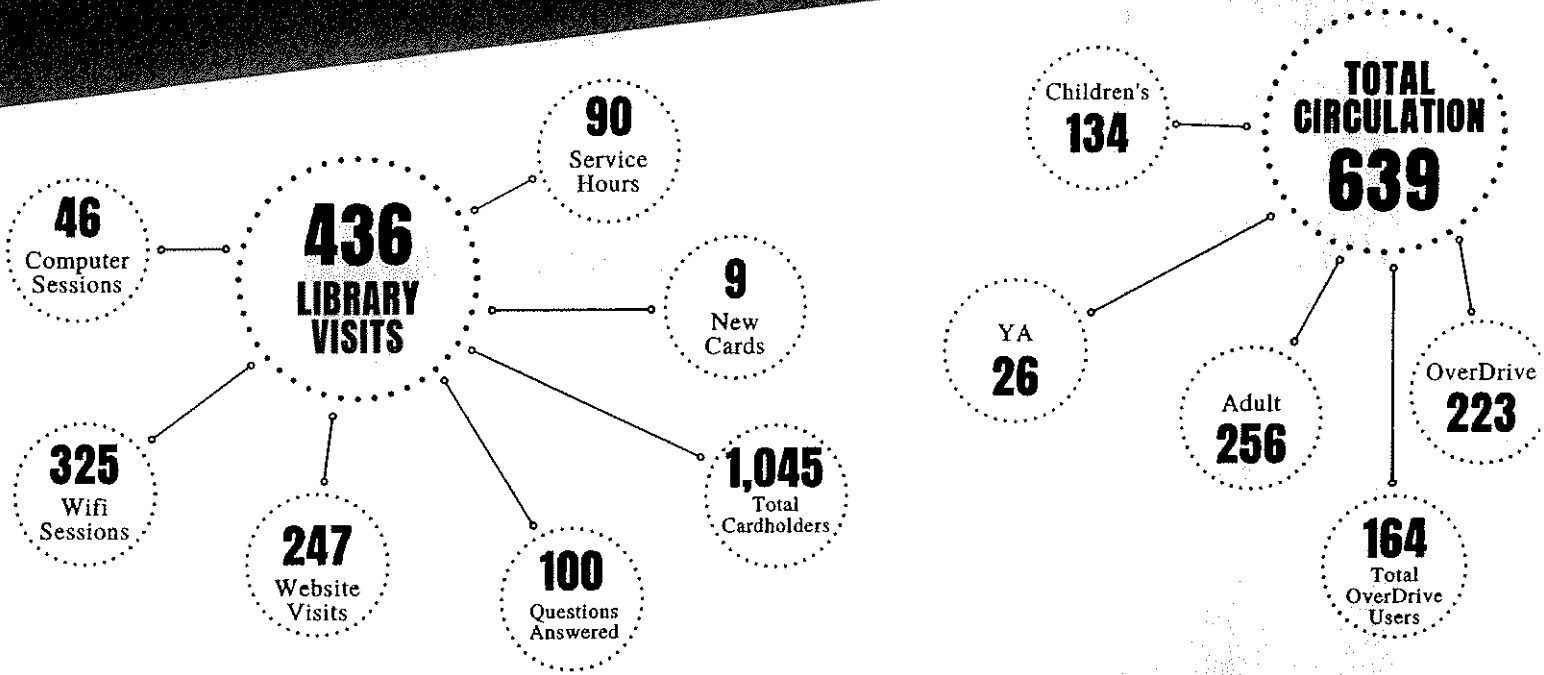 436
LIBRARY
VISITS
90
Service
Hours
46
Computer
Sessions
9
New
Cards
325
Wifi
Sessions
247
Website
Visits
100
Questions
Answered
1,045
Total
Cardholders
TOTAL
CIRCULATION
639
Children's
134
YA
26
Adult
256
OverDrive
223
164
Total
OverDrive
Users